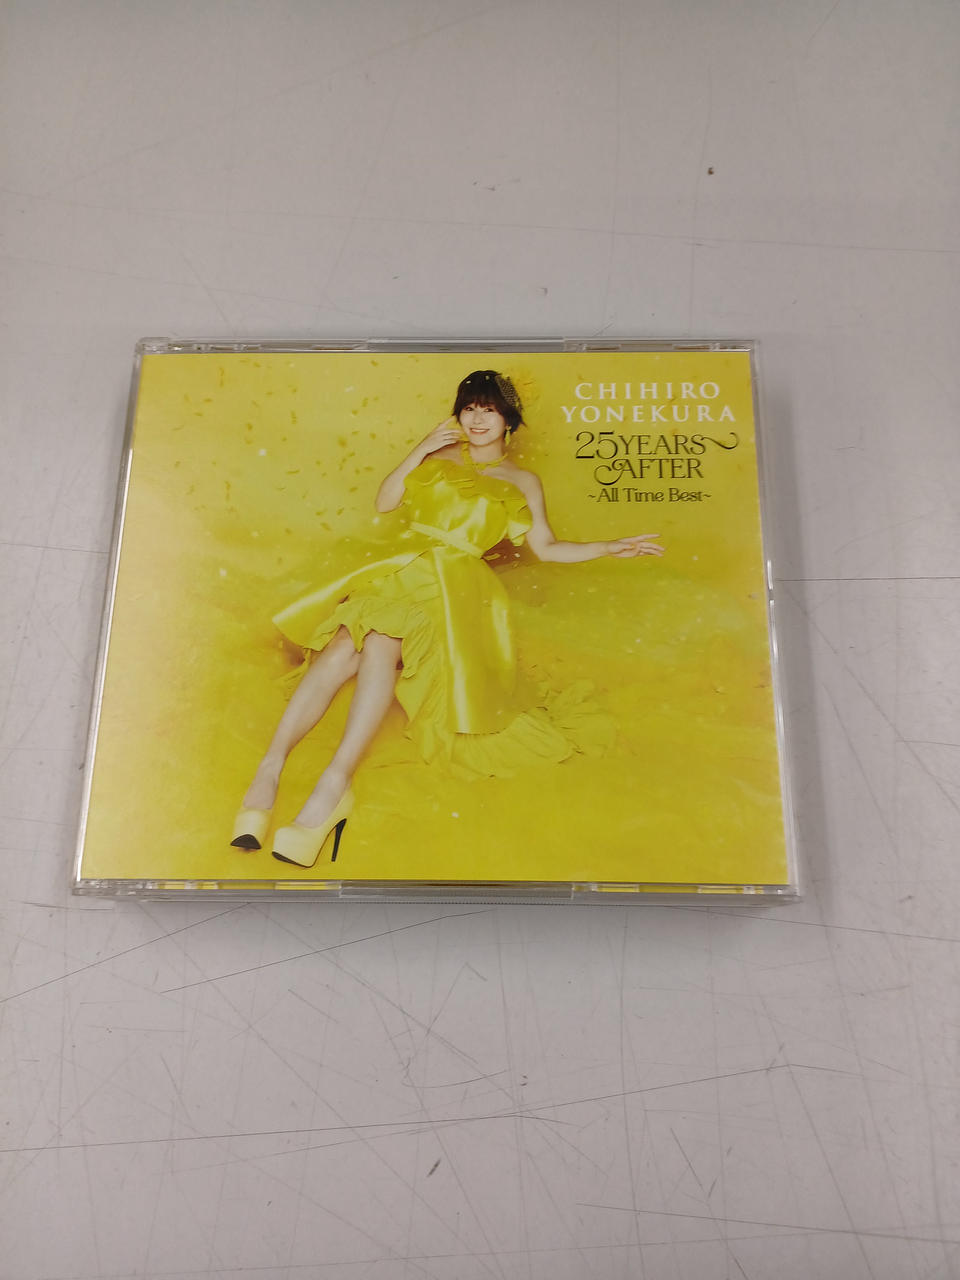 CHIHIRO
YONEKURA
25YEARS
AFTER
~All Time Best~